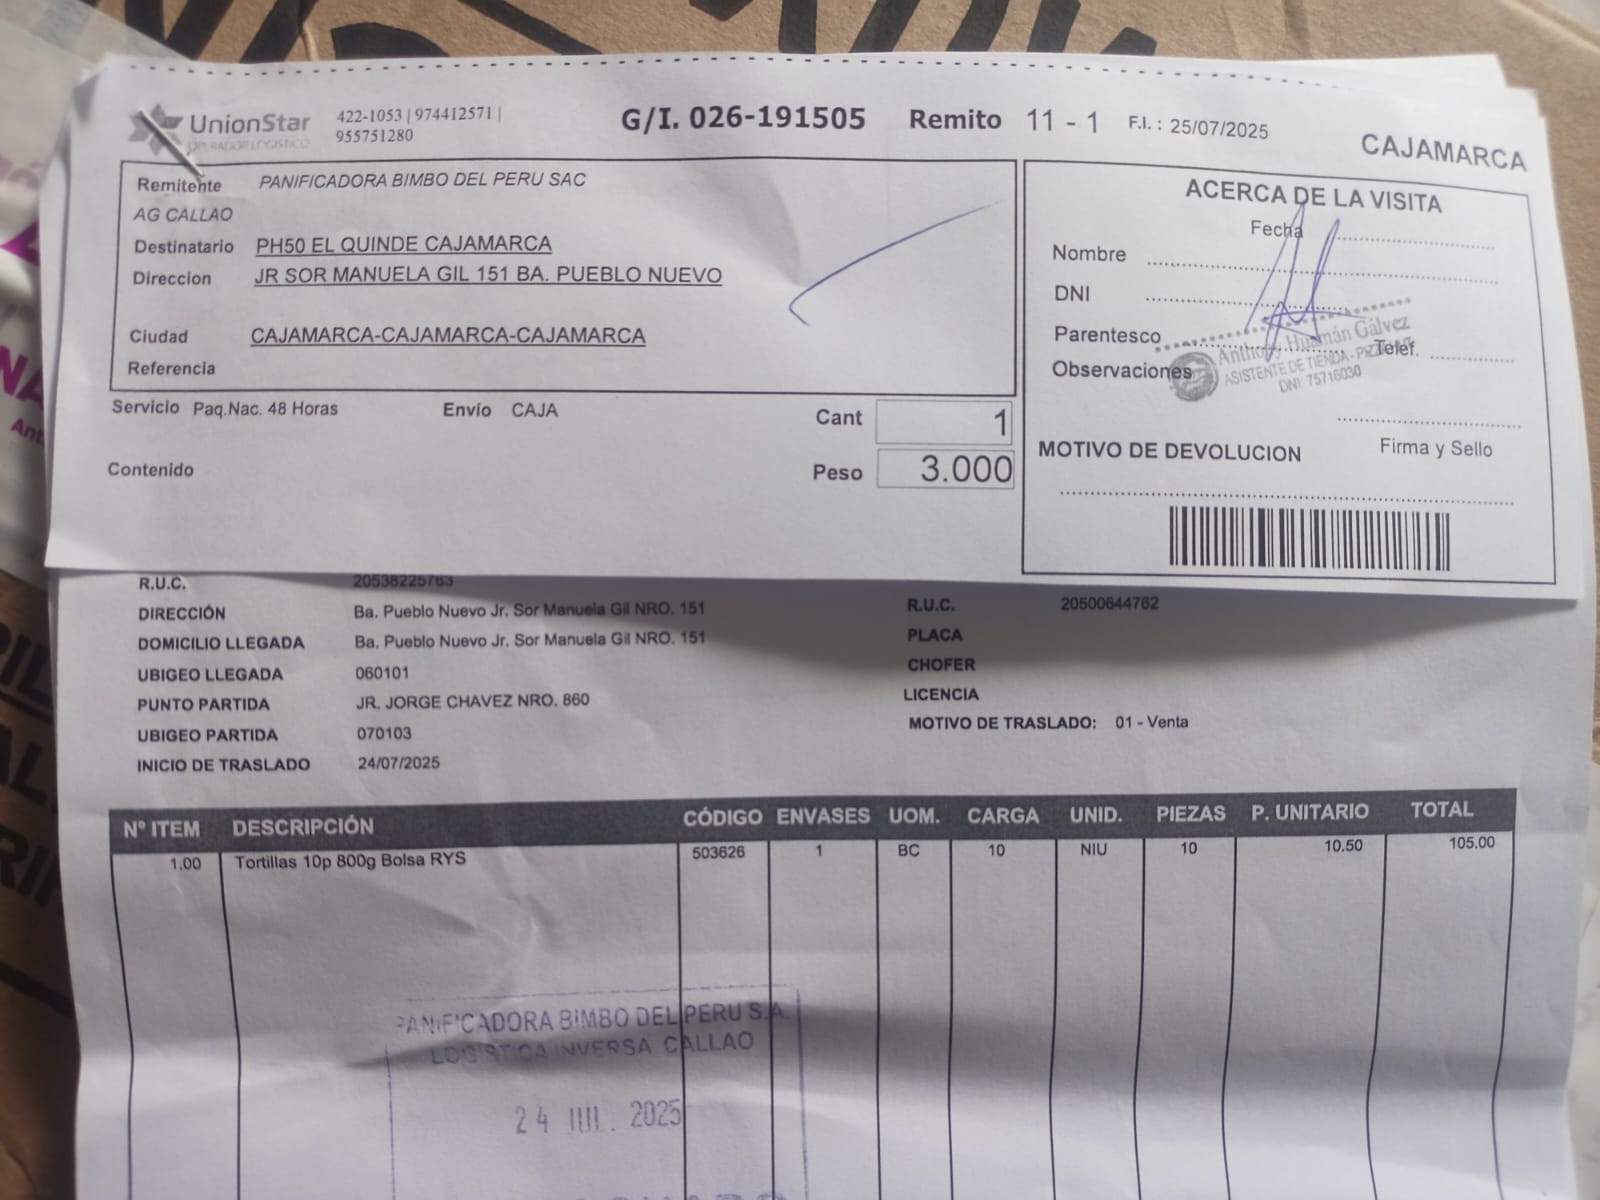 UnionStar
OPERADOR LOGISTICO
422-1053 | 974412571 |
955751280
G/I. 026-191505 Remito 11 - 1 F.I. : 25/07/2025
CAJAMARCA
Remitente PANIFICADORA BIMBO DEL PERU SAC
AG CALLAO
Destinatario PH50 EL QUINDE CAJAMARCA
Direccion JR SOR MANUELA GIL 151 BA. PUEBLO NUEVO
Ciudad CAJAMARCA-CAJAMARCA-CAJAMARCA
Referencia
Servicio Paq.Nac. 48 Horas Envío CAJA
Cant 1
Contenido
Peso 3.000
ACERCA DE LA VISITA
Fecha
Nombre
DNI
Parentesco
Telef.
Observaciones
Anthony Huamán Gálvez
ASISTENTE DE TIENDA -
DNI: 75716030
Firma y Sello
MOTIVO DE DEVOLUCION
R.U.C. 20538225763
DIRECCIÓN Ba. Pueblo Nuevo Jr. Sor Manuela Gil NRO. 151
DOMICILIO LLEGADA Ba. Pueblo Nuevo Jr. Sor Manuela Gil NRO. 151
UBIGEO LLEGADA 060101
PUNTO PARTIDA JR. JORGE CHAVEZ NRO. 860
UBIGEO PARTIDA 070103
INICIO DE TRASLADO 24/07/2025
R.U.C. 20500644762
PLACA
CHOFER
LICENCIA
MOTIVO DE TRASLADO: 01 - Venta
Nº ITEM DESCRIPCIÓN CÓDIGO ENVASES UOM. CARGA UNID. PIEZAS P. UNITARIO TOTAL
1.00 Tortillas 10p 800g Bolsa RYS 503626 1 BC 10 NIU 10 10.50 105.00
PANIFICADORA BIMBO DEL PERU S.A.
LOGISTICA INVERSA CALLAO
24 JUL. 2025